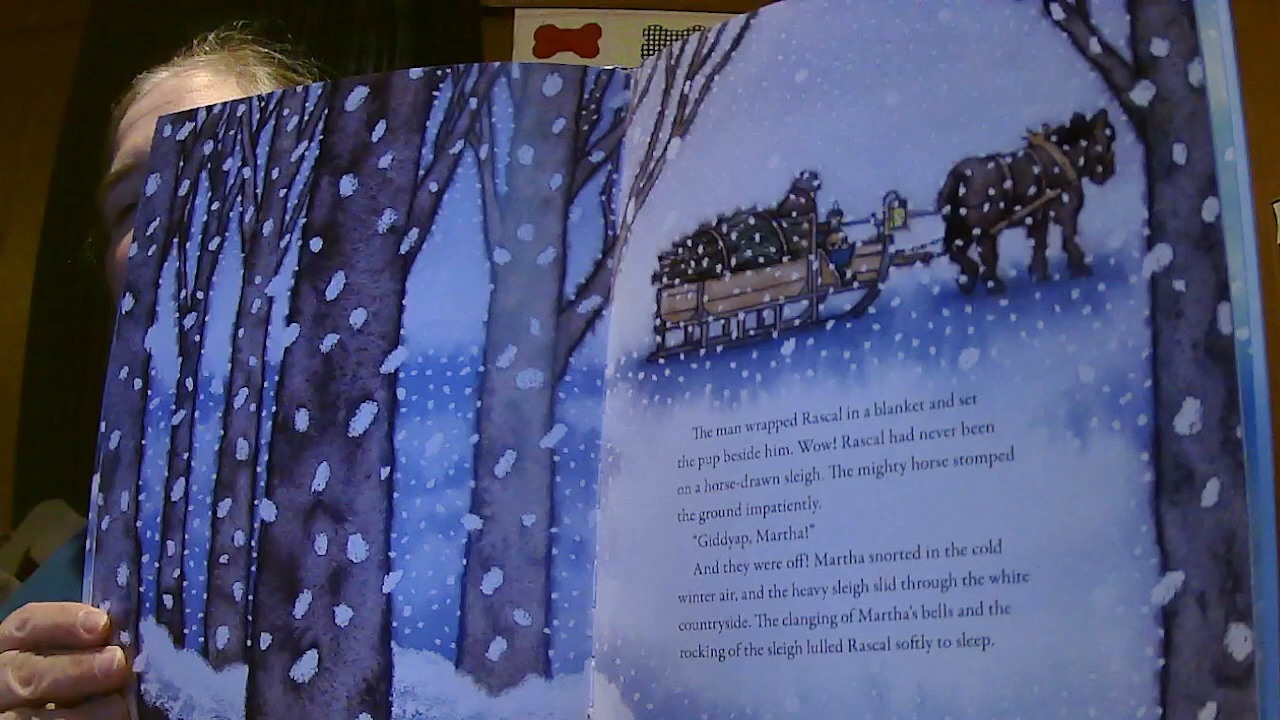 The man wrapped Rascal in a blanket and set
the pup beside him. Wow! Rascal had never been
on a horse-drawn sleigh. The mighty horse stomped
the ground impatiently.
"Giddyap, Martha!"
And they were off! Martha snorted in the cold
winter air, and the heavy sleigh slid through the white
countryside. The clanging of Martha's bells and the
rocking of the sleigh lulled Rascal softly to sleep.